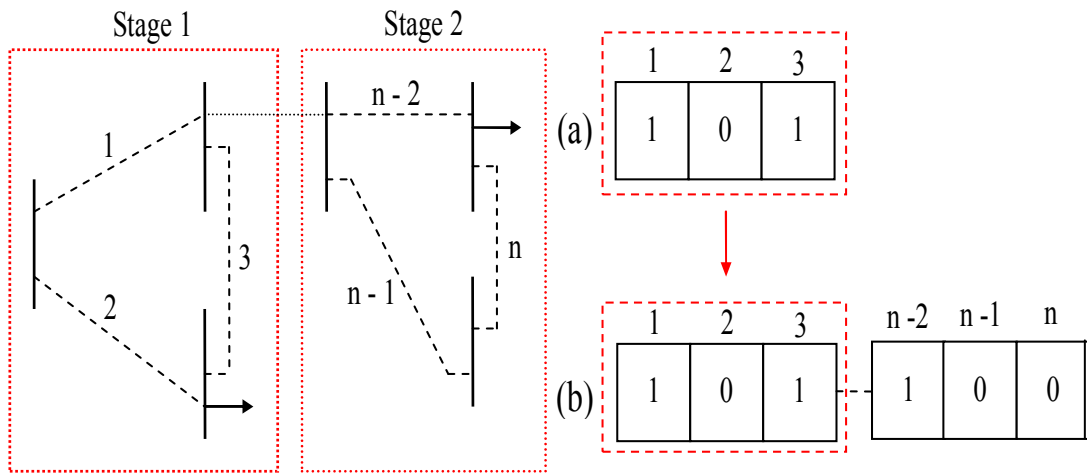 Stage 1
Stage 2
1
2
3
n - 2
n - 1
n
(a)
1 2 3
1 0 1
(b)
1 2 3
1 0 1
n -2 n -1 n
1 0 0